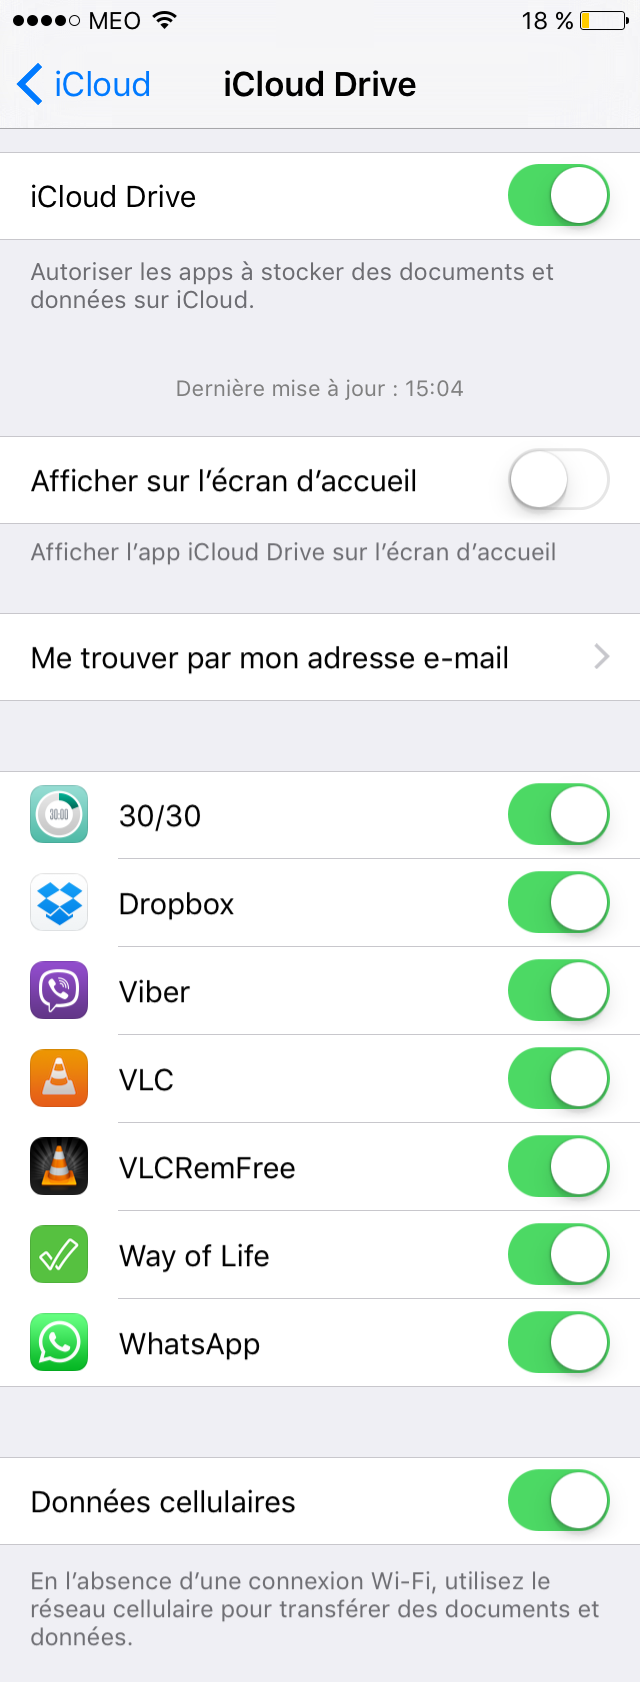 MEO 18 %
iCloud iCloud Drive
iCloud Drive
Autoriser les apps à stocker des documents et
données sur iCloud.
Dernière mise à jour : 15:04
Afficher sur l’écran d’accueil
Afficher l’app iCloud Drive sur l’écran d’accueil
Me trouver par mon adresse e-mail
30:00
30/30
Dropbox
Viber
VLC
VLCRemFree
Way of Life
WhatsApp
Données cellulaires
En l’absence d’une connexion Wi-Fi, utilisez le
réseau cellulaire pour transférer des documents et
données.